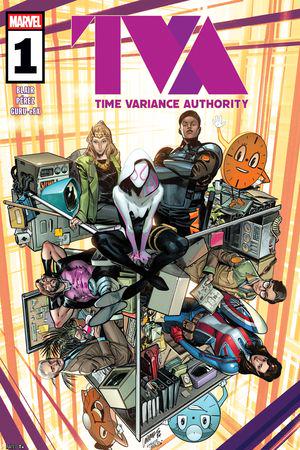 MARVEL
1
BLAIR
PÉREZ
GURU-eFX
TVA
TIME VARIANCE AUTHORITY